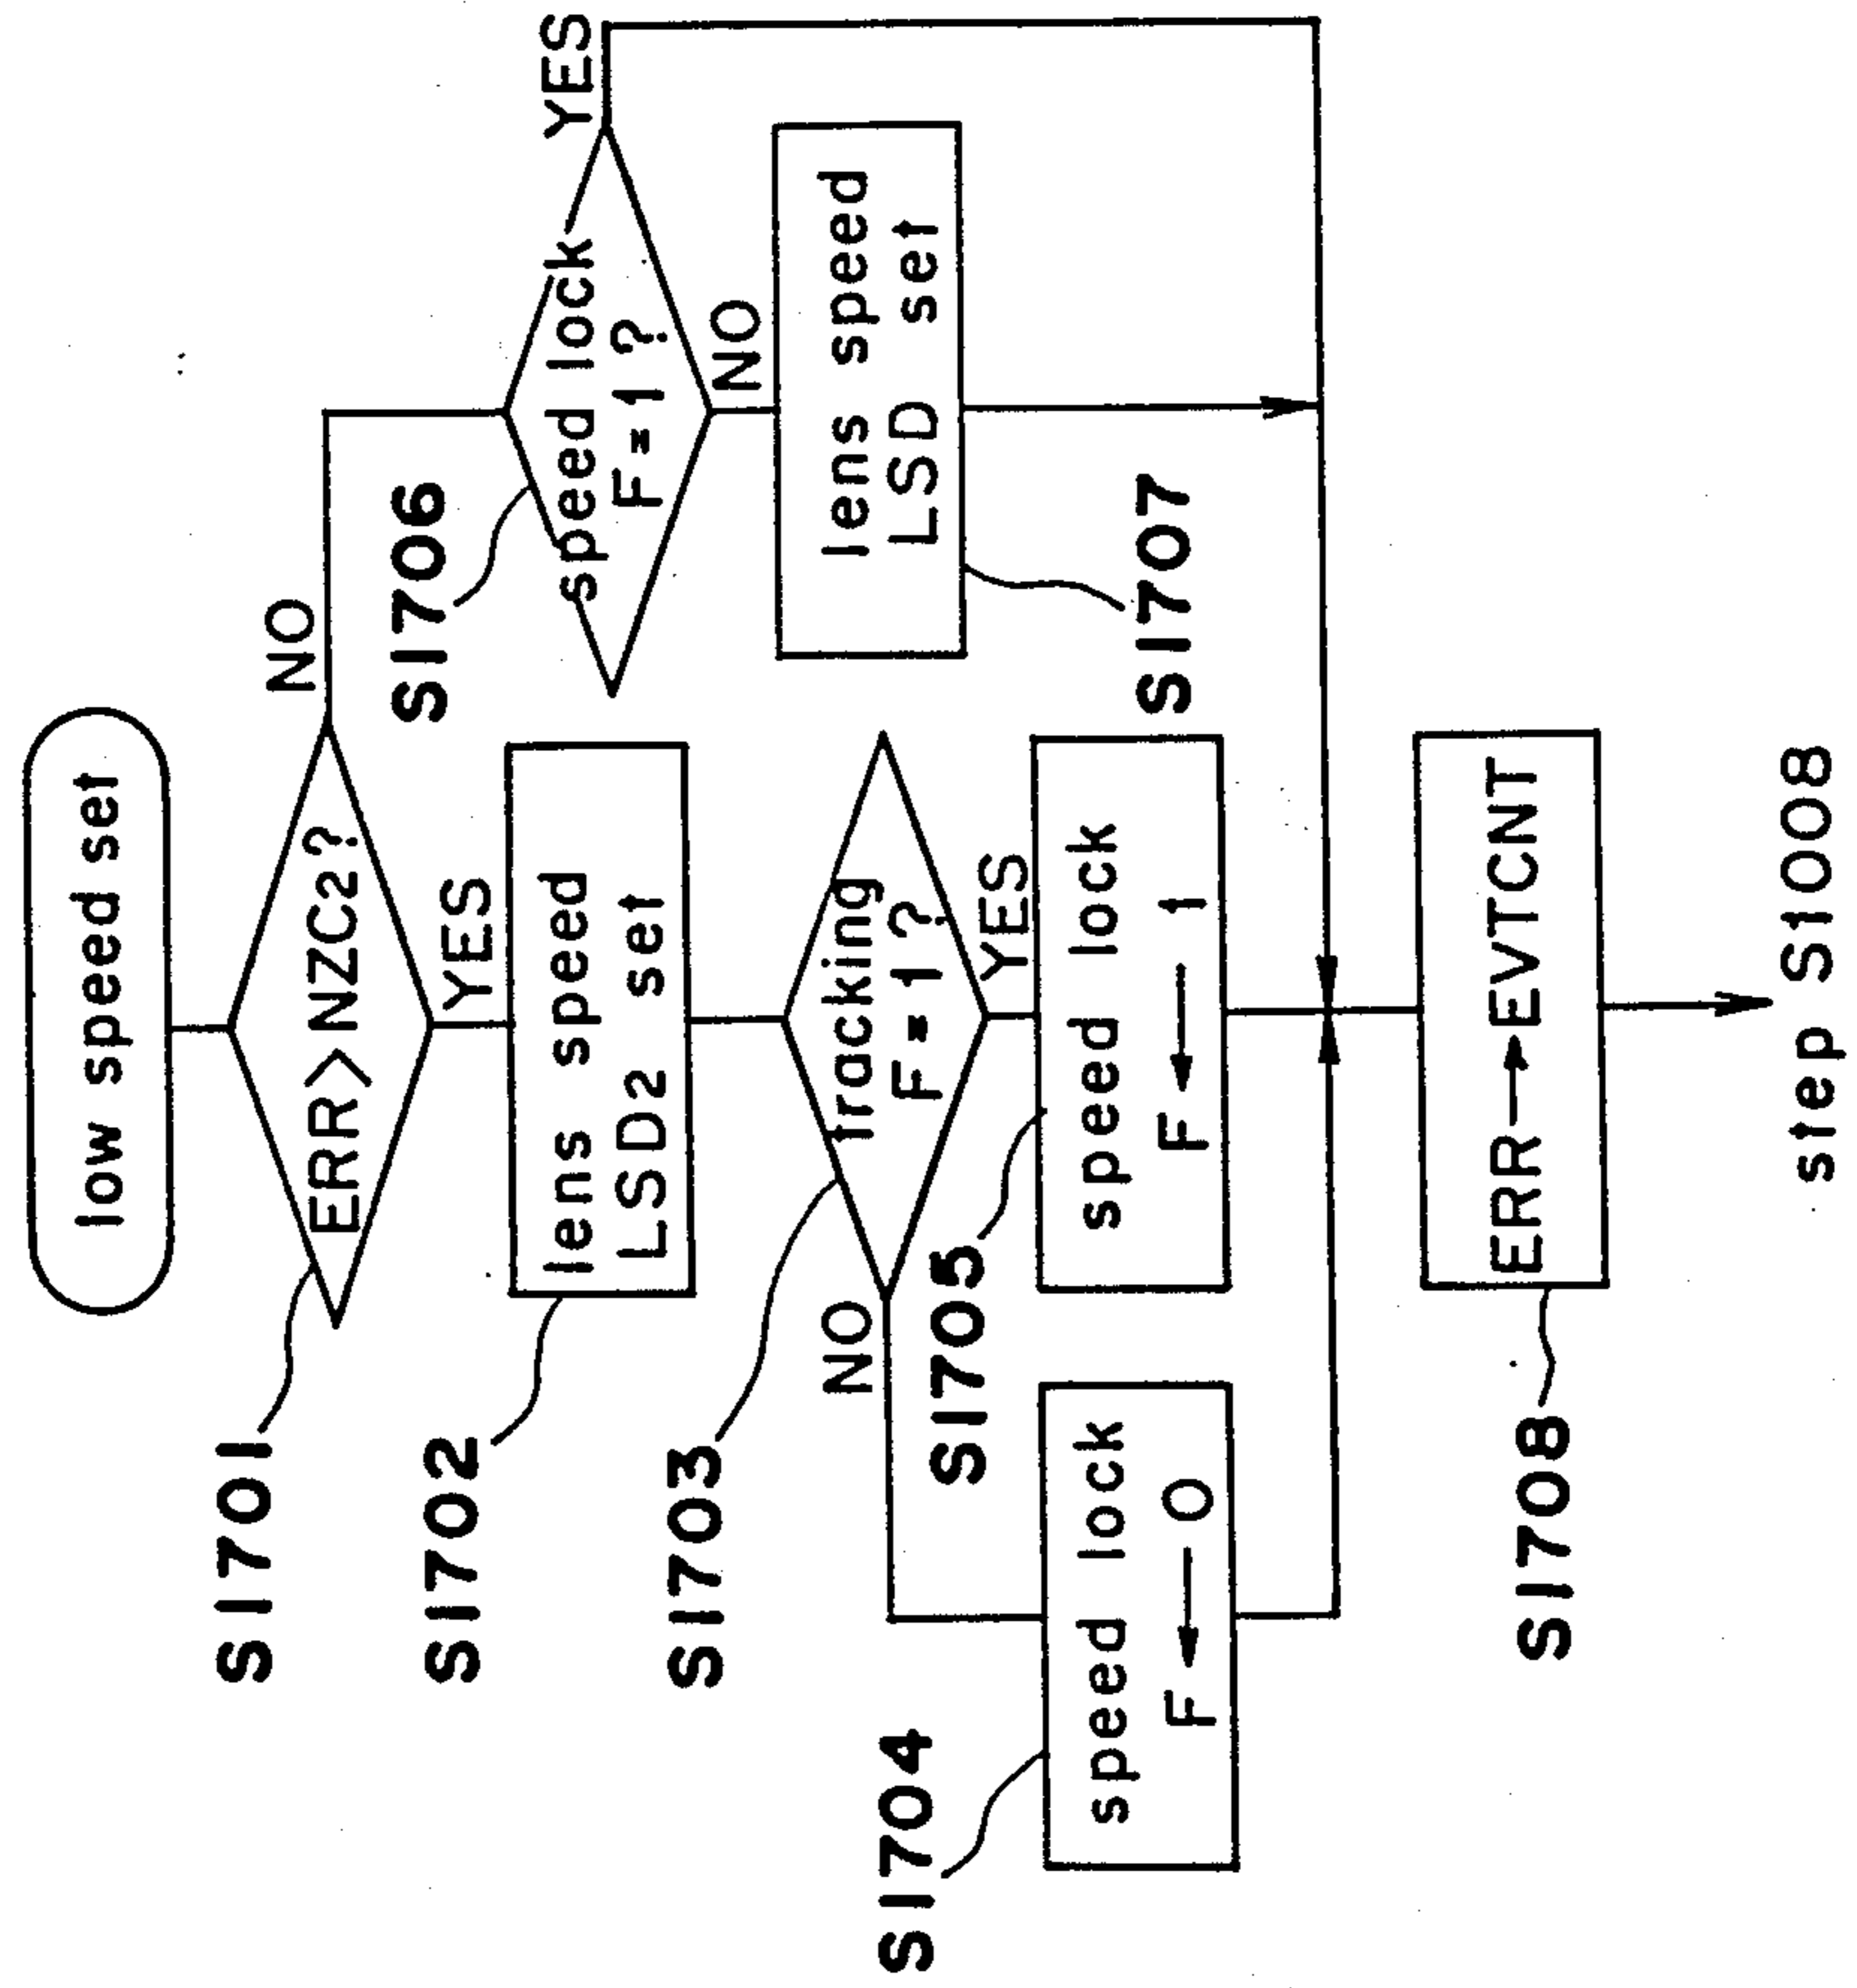 low speed set
S1701
ERR>NZC2?
NO
YES
S1702
lens speed
LSD2 set
S1706
speed lock
F=1?
YES
NO
S1703
tracking
F=1?
NO
YES
lens speed
LSD set
S1707
S1704
speed lock
F←0
S1705
speed lock
F←1
S1708
ERR→EVTCNT
step S1008